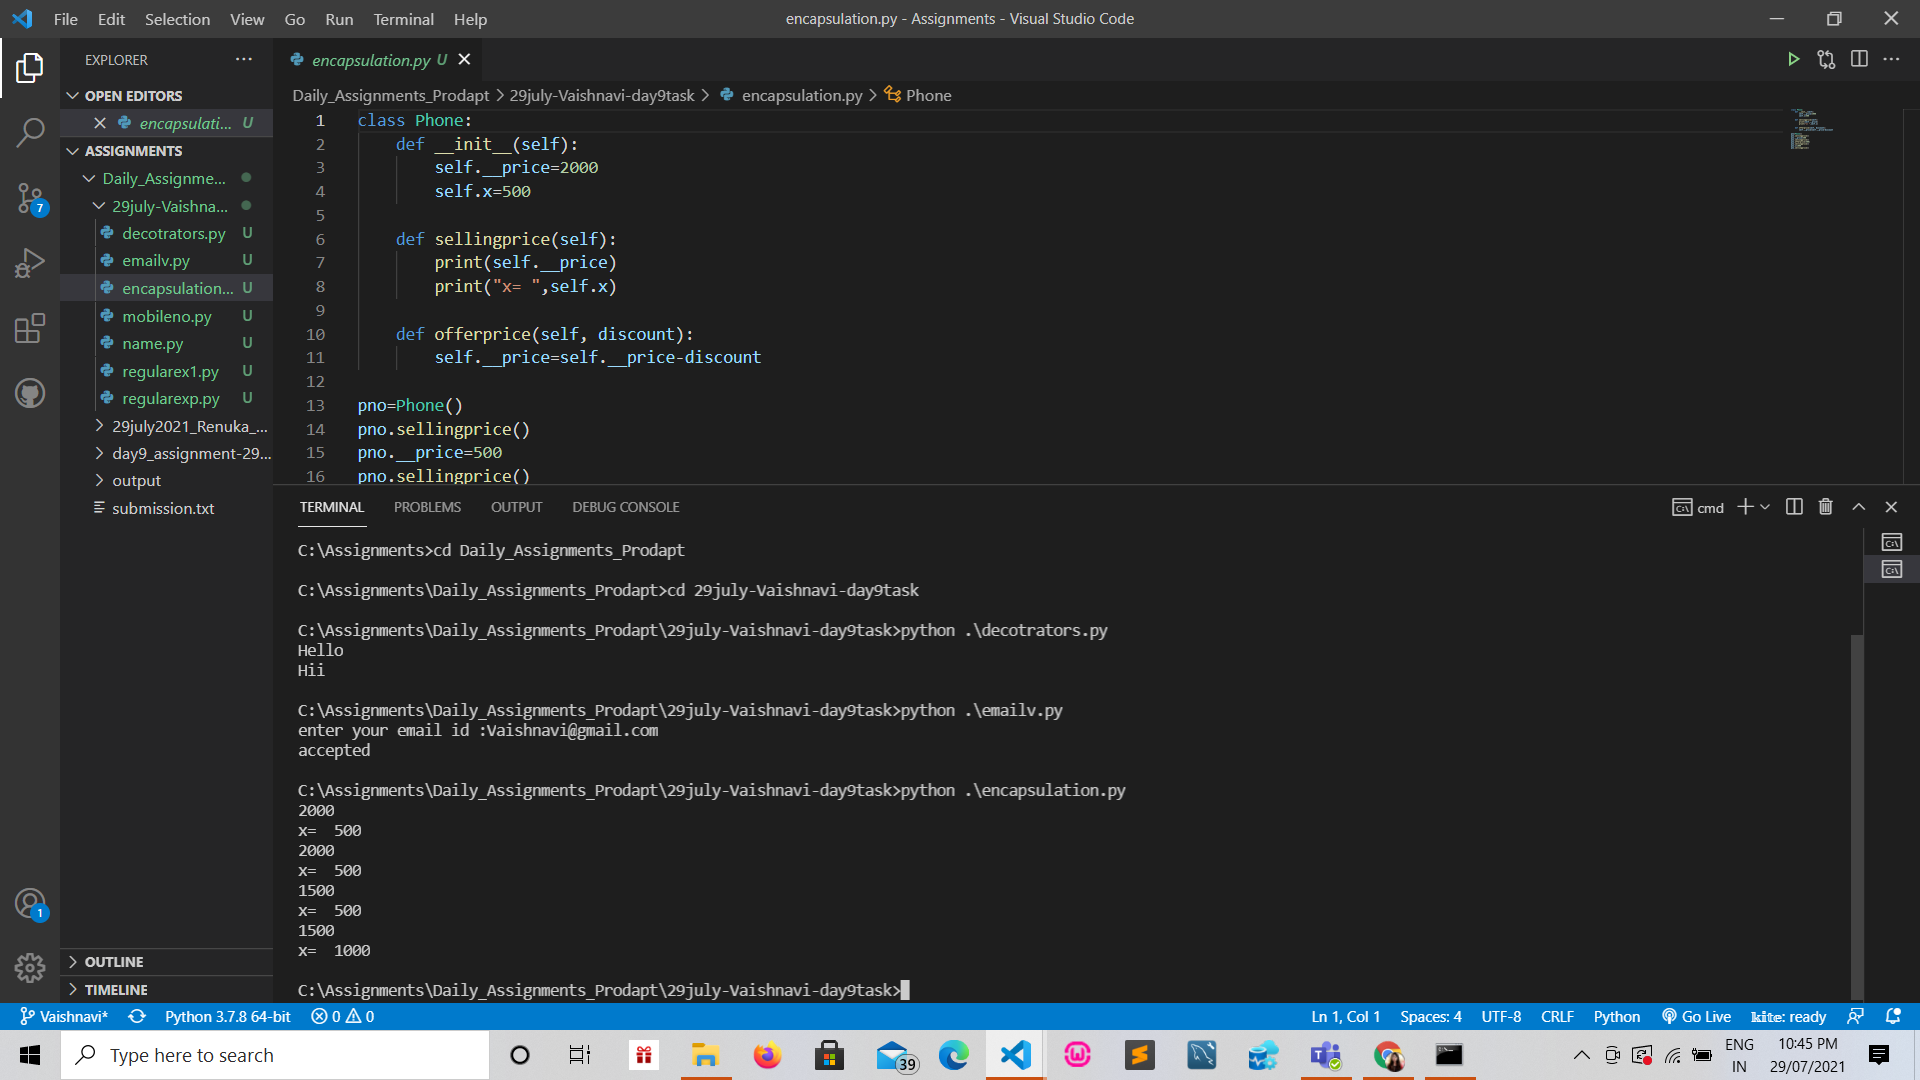 File Edit Selection View Go Run Terminal Help
encapsulation.py - Assignments - Visual Studio Code
EXPLORER
OPEN EDITORS
encapsulati... U
ASSIGNMENTS
Daily_Assignme...
29july-Vaishna...
decotrators.py U
emailv.py U
encapsulation... U
mobileno.py U
name.py U
regularex1.py U
regularexp.py U
29july2021_Renuka_...
day9_assignment-29...
output
submission.txt
OUTLINE
TIMELINE
7
1
encapsulation.py U
Daily_Assignments_Prodapt > 29july-Vaishnavi-day9task > encapsulation.py > Phone
1 class Phone:
2 def __init__(self):
3 self.__price=2000
4 self.x=500
5
6 def sellingprice(self):
7 print(self.__price)
8 print("x= ",self.x)
9
10 def offerprice(self, discount):
11 self.__price=self.__price-discount
12
13 pno=Phone()
14 pno.sellingprice()
15 pno.__price=500
16 pno.sellingprice()
TERMINAL PROBLEMS OUTPUT DEBUG CONSOLE
cmd
C:\Assignments>cd Daily_Assignments_Prodapt
C:\Assignments\Daily_Assignments_Prodapt>cd 29july-Vaishnavi-day9task
C:\Assignments\Daily_Assignments_Prodapt\29july-Vaishnavi-day9task>python .\decotrators.py
Hello
Hii
C:\Assignments\Daily_Assignments_Prodapt\29july-Vaishnavi-day9task>python .\emailv.py
enter your email id :Vaishnavi@gmail.com
accepted
C:\Assignments\Daily_Assignments_Prodapt\29july-Vaishnavi-day9task>python .\encapsulation.py
2000
x=  500
2000
x=  500
1500
x=  500
1500
x=  1000
C:\Assignments\Daily_Assignments_Prodapt\29july-Vaishnavi-day9task>
Vaishnavi* Python 3.7.8 64-bit 0 0
Ln 1, Col 1 Spaces: 4 UTF-8 CRLF Python Go Live kite: ready
Type here to search
39
ENG
IN
10:45 PM
29/07/2021